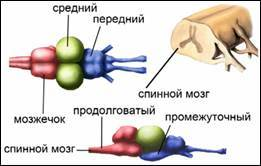 средний
передний
спинной мозг
мозжечок
продолговатый
промежуточный
спинной мозг